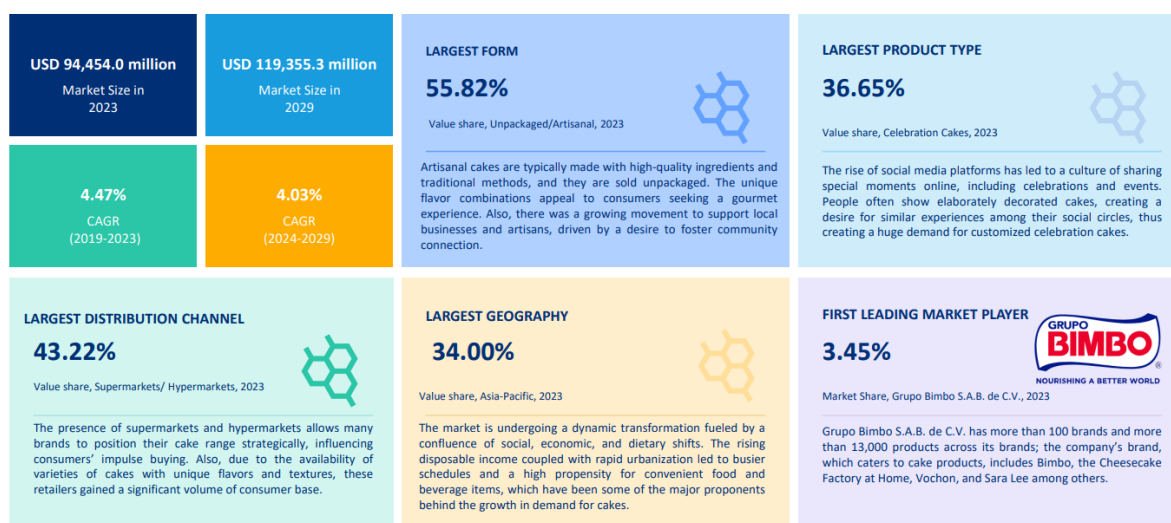 USD 94,454.0 million
Market Size in
2023
USD 119,355.3 million
Market Size in
2029
4.47%
CAGR
(2019-2023)
4.03%
CAGR
(2024-2029)
LARGEST FORM
55.82%
Value share, Unpackaged/Artisanal, 2023
Artisanal cakes are typically made with high-quality ingredients and
traditional methods, and they are sold unpackaged. The unique
flavor combinations appeal to consumers seeking a gourmet
experience. Also, there was a growing movement to support local
businesses and artisans, driven by a desire to foster community
connection.
LARGEST PRODUCT TYPE
36.65%
Value share, Celebration Cakes, 2023
The rise of social media platforms has led to a culture of sharing
special moments online, including celebrations and events.
People often show elaborately decorated cakes, creating a
desire for similar experiences among their social circles, thus
creating a huge demand for customized celebration cakes.
LARGEST DISTRIBUTION CHANNEL
43.22%
Value share, Supermarkets/ Hypermarkets, 2023
The presence of supermarkets and hypermarkets allows many
brands to position their cake range strategically, influencing
consumers’ impulse buying. Also, due to the availability of
varieties of cakes with unique flavors and textures, these
retailers gained a significant volume of consumer base.
LARGEST GEOGRAPHY
34.00%
Value share, Asia-Pacific, 2023
The market is undergoing a dynamic transformation fueled by a
confluence of social, economic, and dietary shifts. The rising
disposable income coupled with rapid urbanization led to busier
schedules and a high propensity for convenient food and
beverage items, which have been some of the major proponents
behind the growth in demand for cakes.
FIRST LEADING MARKET PLAYER
3.45%
GRUPO
BIMBO
NOURISHING A BETTER WORLD
Market Share, Grupo Bimbo S.A.B. de C.V., 2023
Grupo Bimbo S.A.B. de C.V. has more than 100 brands and more
than 13,000 products across its brands; the company’s brand,
which caters to cake products, includes Bimbo, the Cheesecake
Factory at Home, Vochon, and Sara Lee among others.